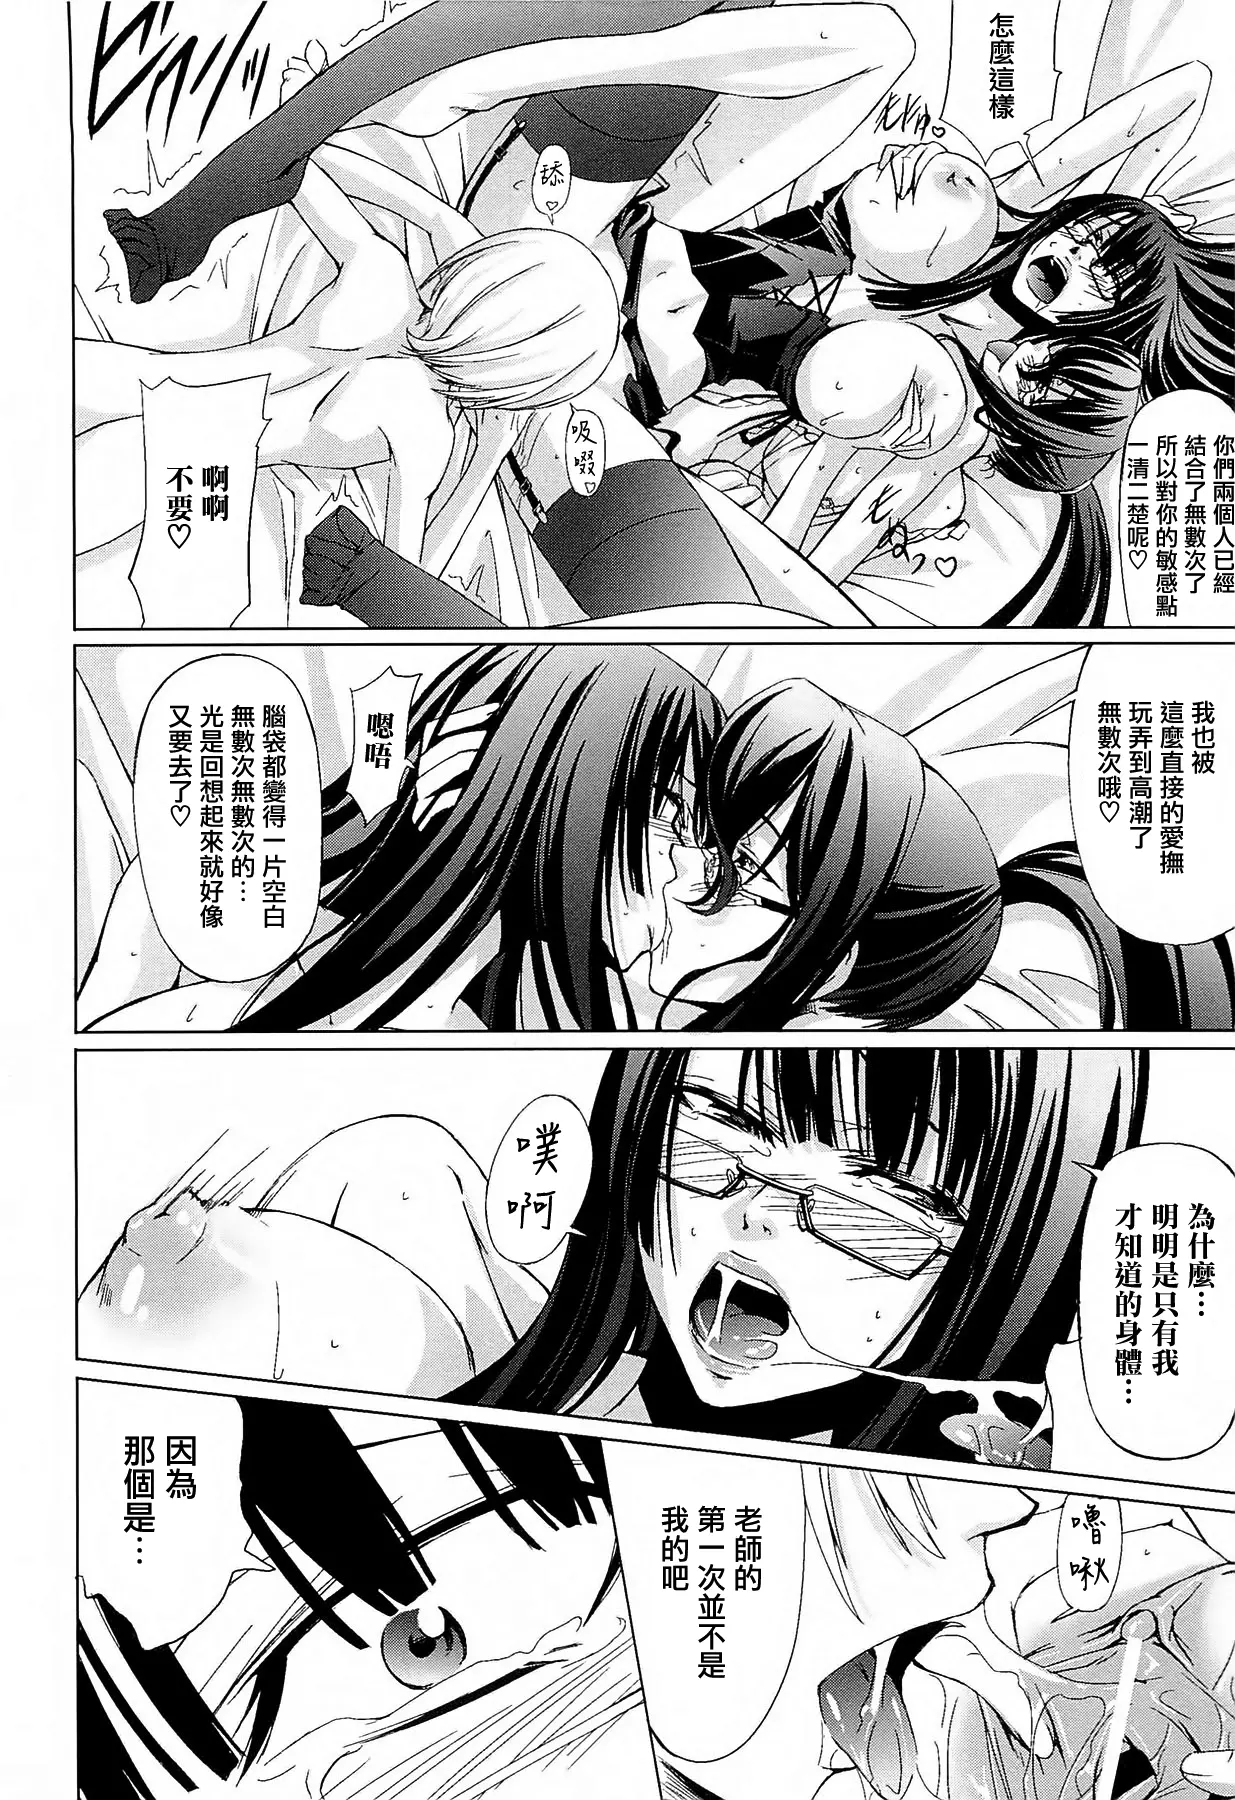 怎麼這樣
モドモド♡
舔♡
你們兩個人已經
結合了無數次了
所以對你的敏感點
一清二楚呢♡
吸啜♡
啊啊
不要♡
我也被
這麼直接的愛撫
玩弄到高潮了
無數次哦♡
嗯唔
腦袋都變得一片空白
無數次無數次的…
光是回想起來就好像
又要去了♡
為什麼…
明明是只有我
才知道的身體…
噗啊
嚕啾
老師的
第一次並不是
我的吧
因為
那個是…